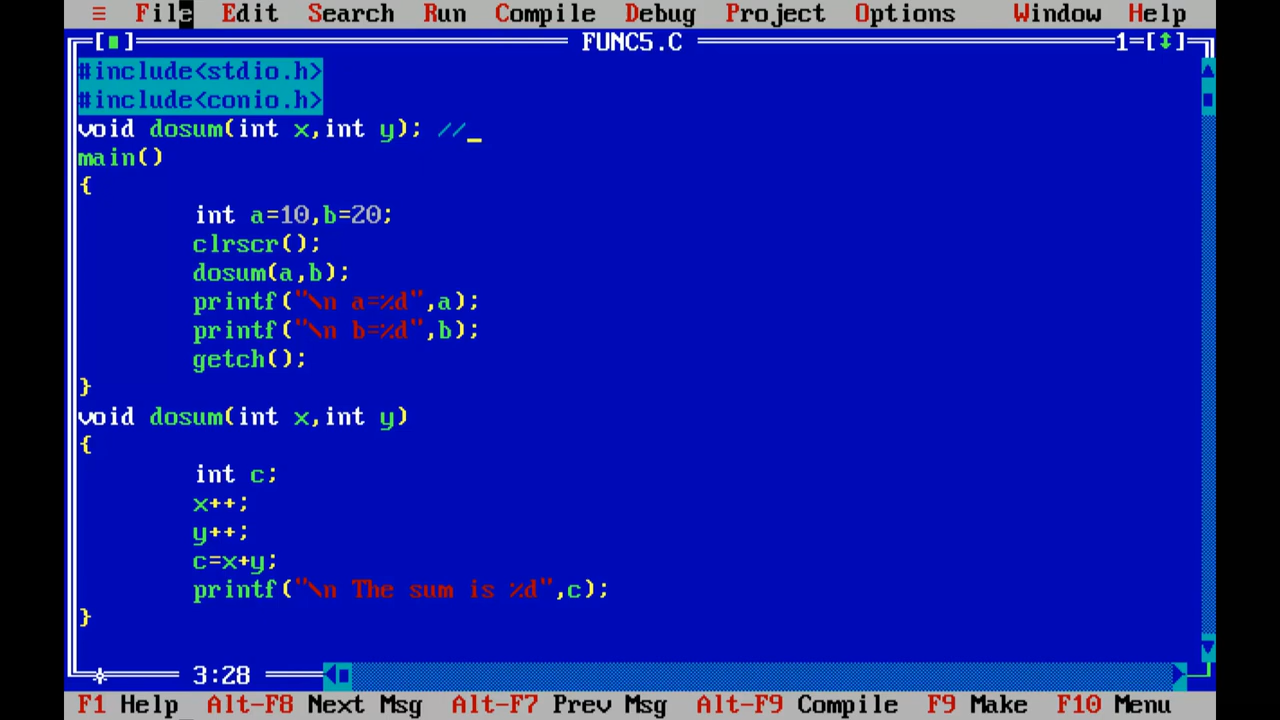 ≡ File Edit Search Run Compile Debug Project Options Window Help
[■] FUNC5.C 1=[↕]
#include<stdio.h>
#include<conio.h>
void dosum(int x,int y); //_
main()
{
int a=10,b=20;
clrscr();
dosum(a,b);
printf("\n a=%d",a);
printf("\n b=%d",b);
getch();
}
void dosum(int x,int y)
{
int c;
x++;
y++;
c=x+y;
printf("\n The sum is %d",c);
}
3:28
F1 Help Alt-F8 Next Msg Alt-F7 Prev Msg Alt-F9 Compile F9 Make F10 Menu